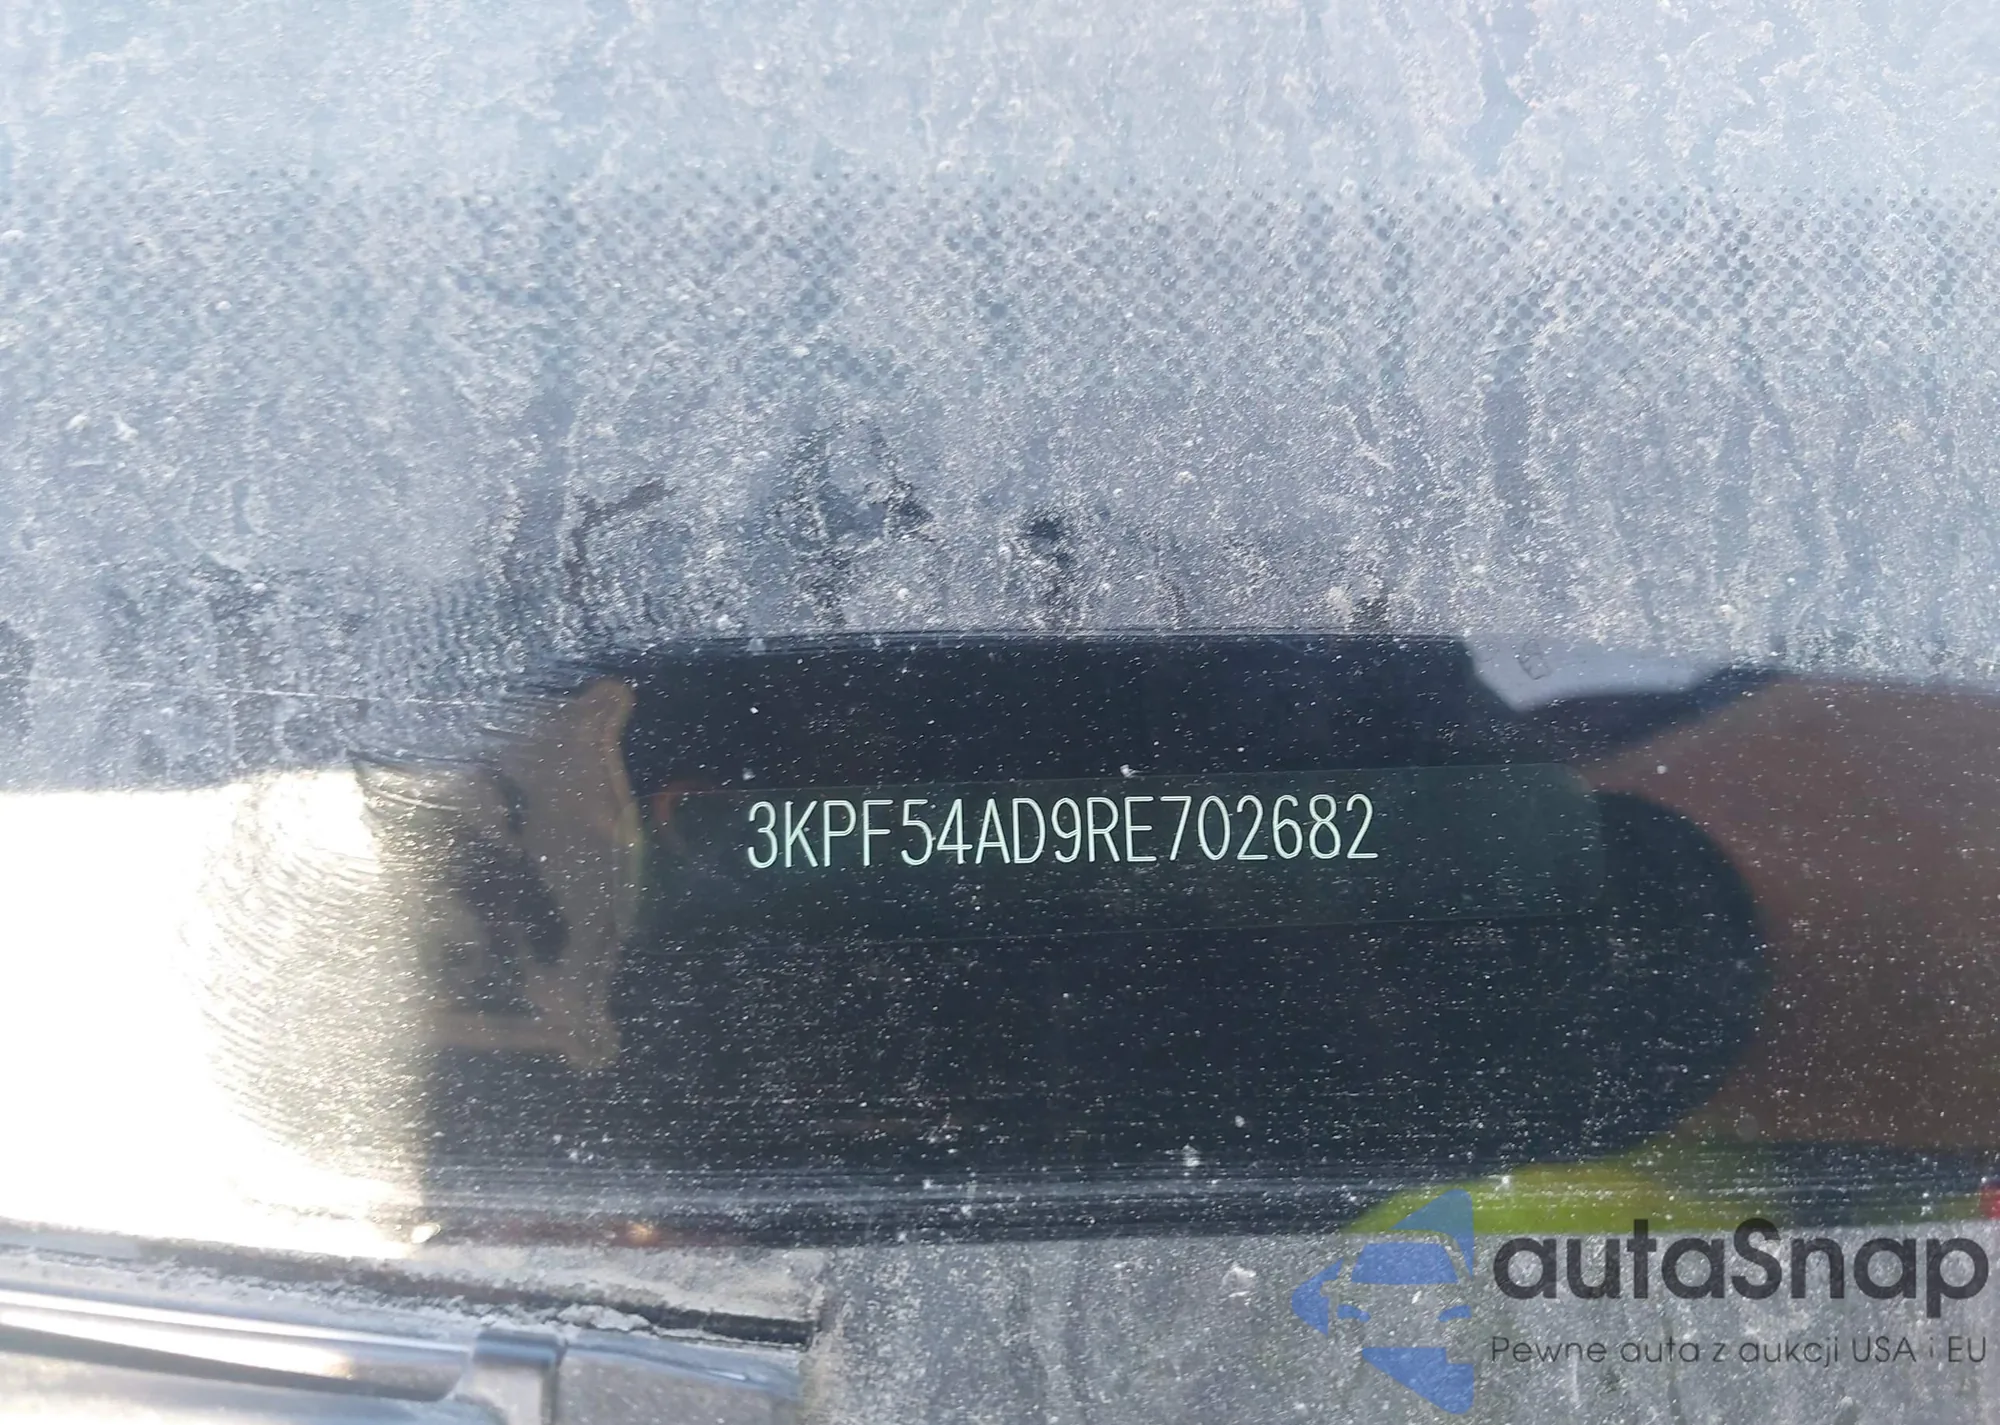 3KPF54AD9RE702682
autaSnap
Pewne auta z aukcji USA i EU